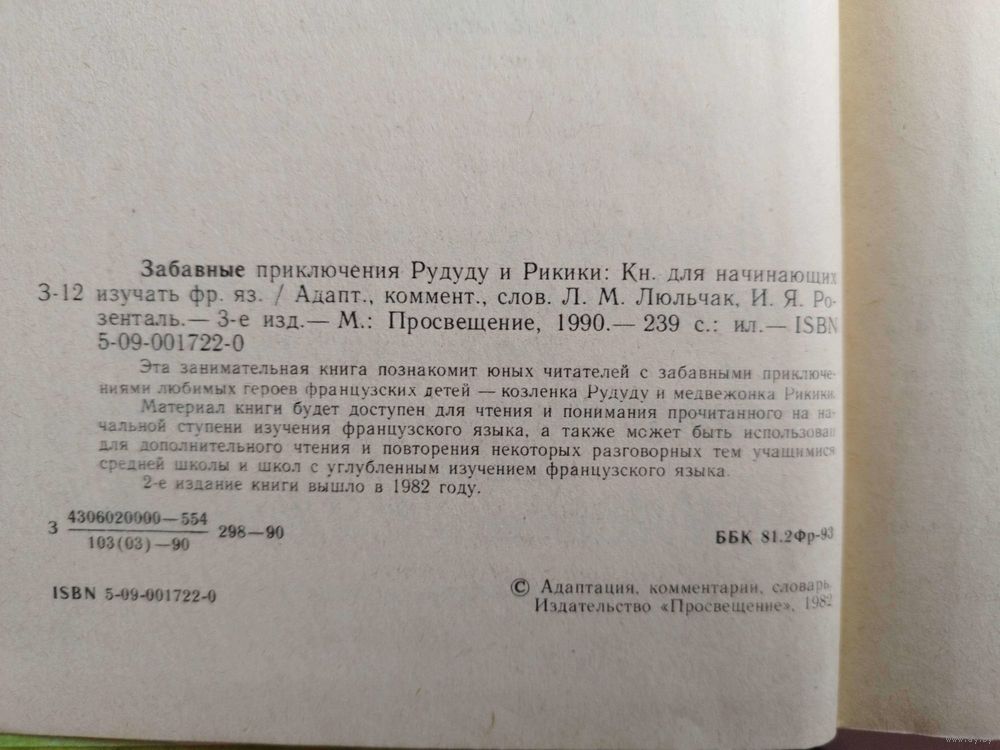 Забавные приключения Рудуду и Рикики: Кн. для начинающих
З-12 изучать фр. яз. / Адапт., коммент., слов. Л. М. Люльчак, И. Я. Ро-
зенталь.— 3-е изд.— М.: Просвещение, 1990.— 239 с.: ил.— ISBN
5-09-001722-0
Эта занимательная книга познакомит юных читателей с забавными приключе-
ниями любимых героев французских детей — козленка Рудуду и медвежонка Рикики.
Материал книги будет доступен для чтения и понимания прочитанного на на-
чальной ступени изучения французского языка, а также может быть использован
для дополнительного чтения и повторения некоторых разговорных тем учащимися
средней школы и школ с углубленным изучением французского языка.
2-е издание книги вышло в 1982 году.
З 4306020000—554
103(03)—90 298—90
ББК 81.2Фр-93
ISBN 5-09-001722-0
© Адаптация, комментарии, словарь.
Издательство «Просвещение», 1982